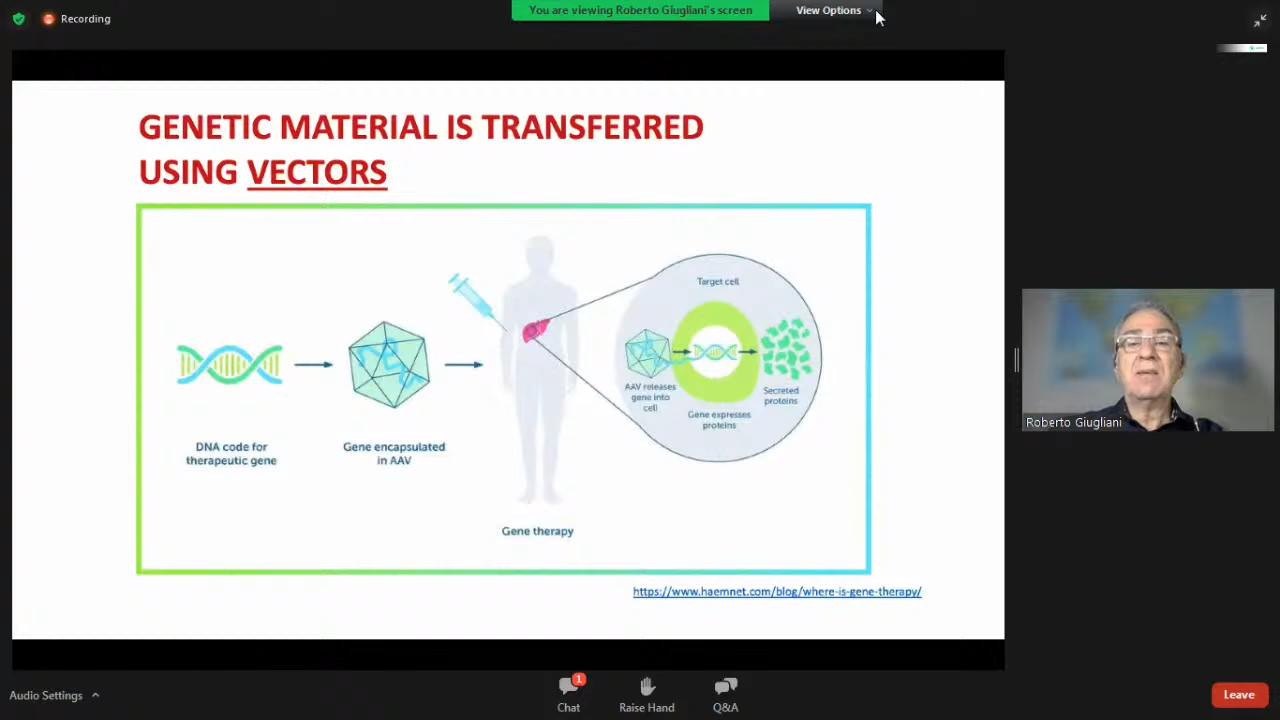 Recording
You are viewing Roberto Giugliani's screen
View Options
GENETIC MATERIAL IS TRANSFERRED
USING VECTORS
Target cell
AAV releases
gene into
cell
Gene expresses
proteins
Secreted
proteins
DNA code for
therapeutic gene
Gene encapsulated
in AAV
Gene therapy
https://www.haemnet.com/blog/where-is-gene-therapy/
Roberto Giugliani
Audio Settings
1
Chat
Raise Hand
Q&A
Leave